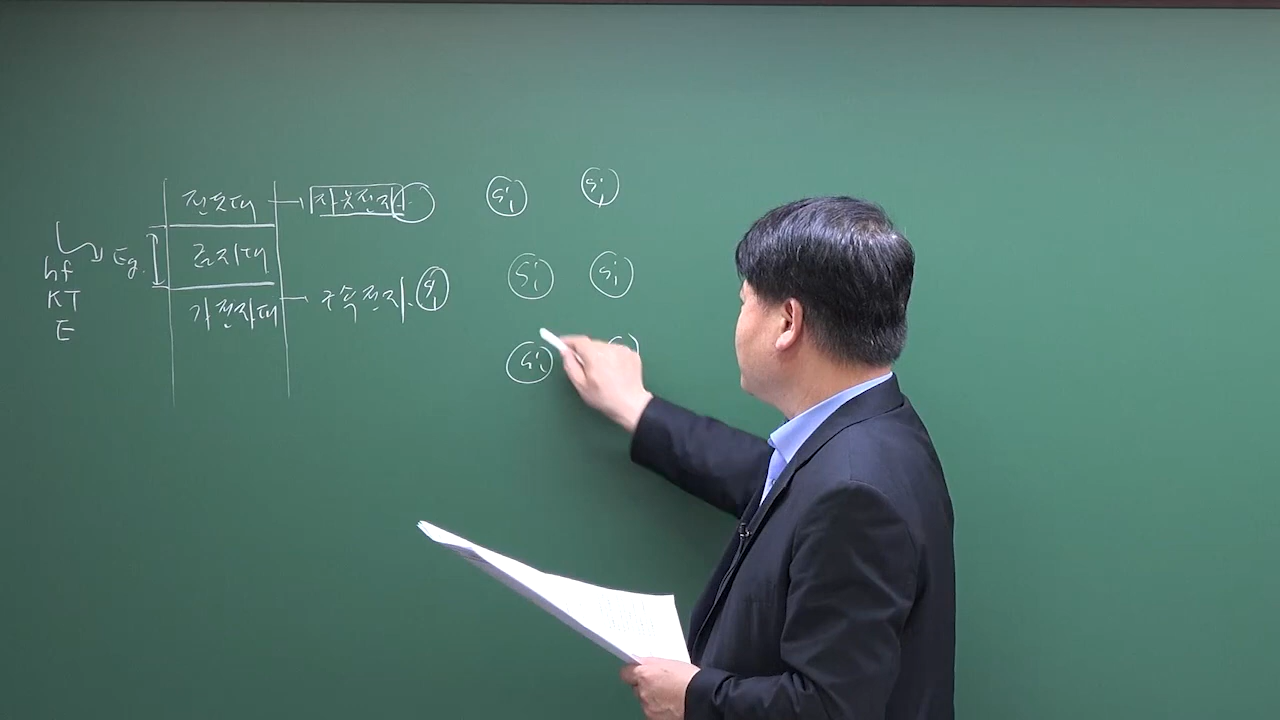 전도대 → 자유전자 Si Si
hf Eg 금지대 Si Si
KT 가전자대 → 구속전자 Si
E Si